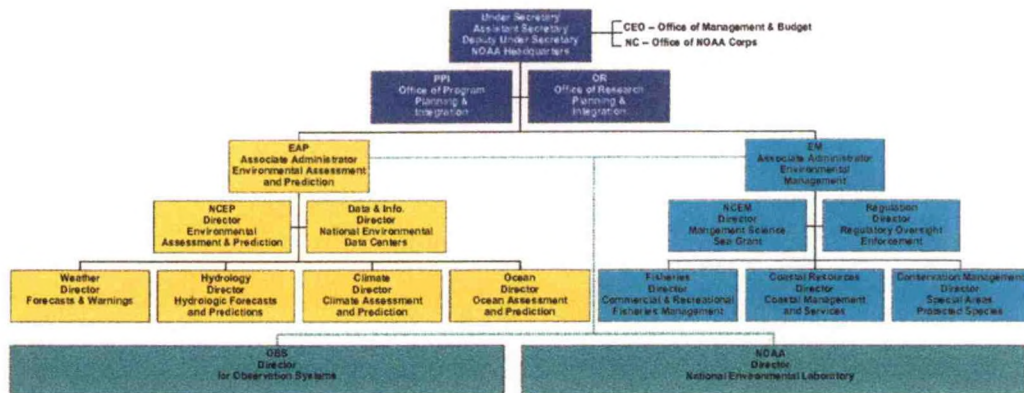 Under Secretary
Assistant Secretary
Deputy Under Secretary
NOAA Headquarters
CEO – Office of Management & Budget
NC – Office of NOAA Corps
PPI
Office of Program
Planning &
Integration
OR
Office of Research
Planning &
Integration
EAP
Associate Administrator
Environmental Assessment
and Prediction
EM
Associate Administrator
Environmental
Management
NCEP
Director
Environmental
Assessment & Prediction
Data & Info.
Director
National Environmental
Data Centers
NCEM
Director
Mangement Science
Sea Grant
Regulation
Director
Regulatory Oversight
Enforcement
Weather
Director
Forecasts & Warnings
Hydrology
Director
Hydrologic Forecasts
and Predictions
Climate
Director
Climate Assessment
and Prediction
Ocean
Director
Ocean Assessment
and Prediction
Fisheries
Director
Commercial & Recreational
Fisheries Management
Coastal Resources
Director
Coastal Management
and Services
Conservation Management
Director
Special Areas
Protected Species
OBS
Director
for Observation Systems
NOAA
Director
National Environmental Laboratory